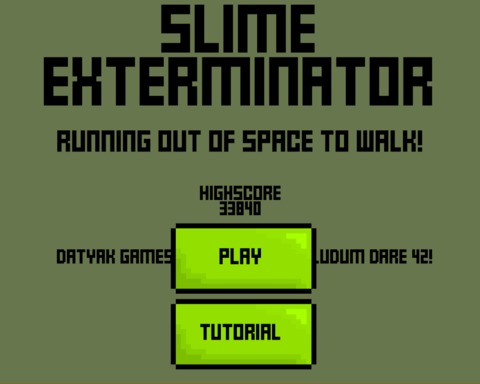 SLIME
EXTERMINATOR
RUNNING OUT OF SPACE TO WALK!
HIGHSCORE
33840
DATYAK GAMES
PLAY
LUDUM DARE 42!
TUTORIAL